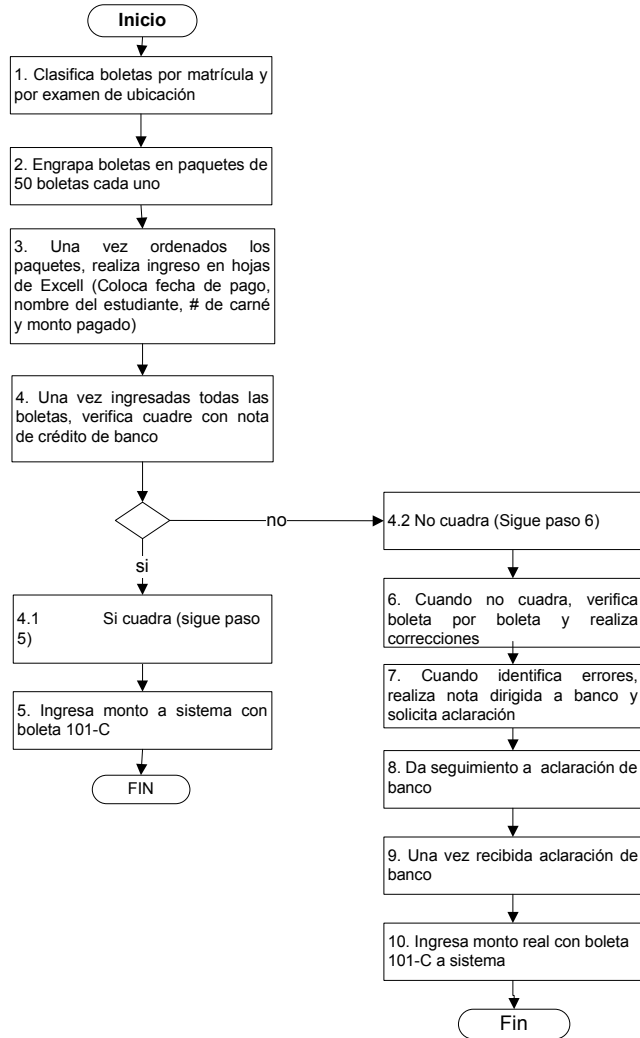 Inicio
1. Clasifica boletas por matrícula y
por examen de ubicación
2. Engrapa boletas en paquetes de
50 boletas cada uno
3. Una vez ordenados los
paquetes, realiza ingreso en hojas
de Excell (Coloca fecha de pago,
nombre del estudiante, # de carné
y monto pagado)
4. Una vez ingresadas todas las
boletas, verifica cuadre con nota
de crédito de banco
no
si
4.1 Si cuadra (sigue paso
5)
5. Ingresa monto a sistema con
boleta 101-C
FIN
4.2 No cuadra (Sigue paso 6)
6. Cuando no cuadra, verifica
boleta por boleta y realiza
correcciones
7. Cuando identifica errores,
realiza nota dirigida a banco y
solicita aclaración
8. Da seguimiento a aclaración de
banco
9. Una vez recibida aclaración de
banco
10. Ingresa monto real con boleta
101-C a sistema
Fin